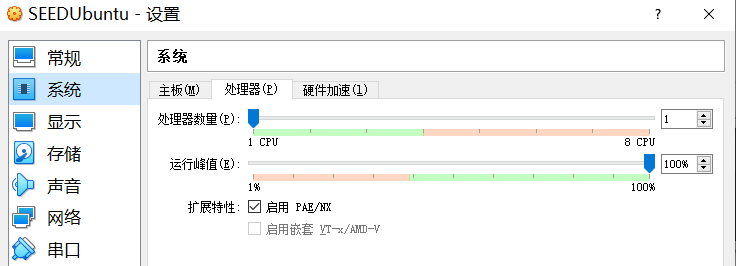 SEEDUbuntu - 设置
? ×
常规
系统
显示
存储
声音
网络
串口
系统
主板(M) 处理器(P) 硬件加速(l)
处理器数量(P): 1
1 CPU 8 CPU
运行峰值(E): 100%
1% 100%
扩展特性: 启用 PAE/NX
启用嵌套 VT-x/AMD-V